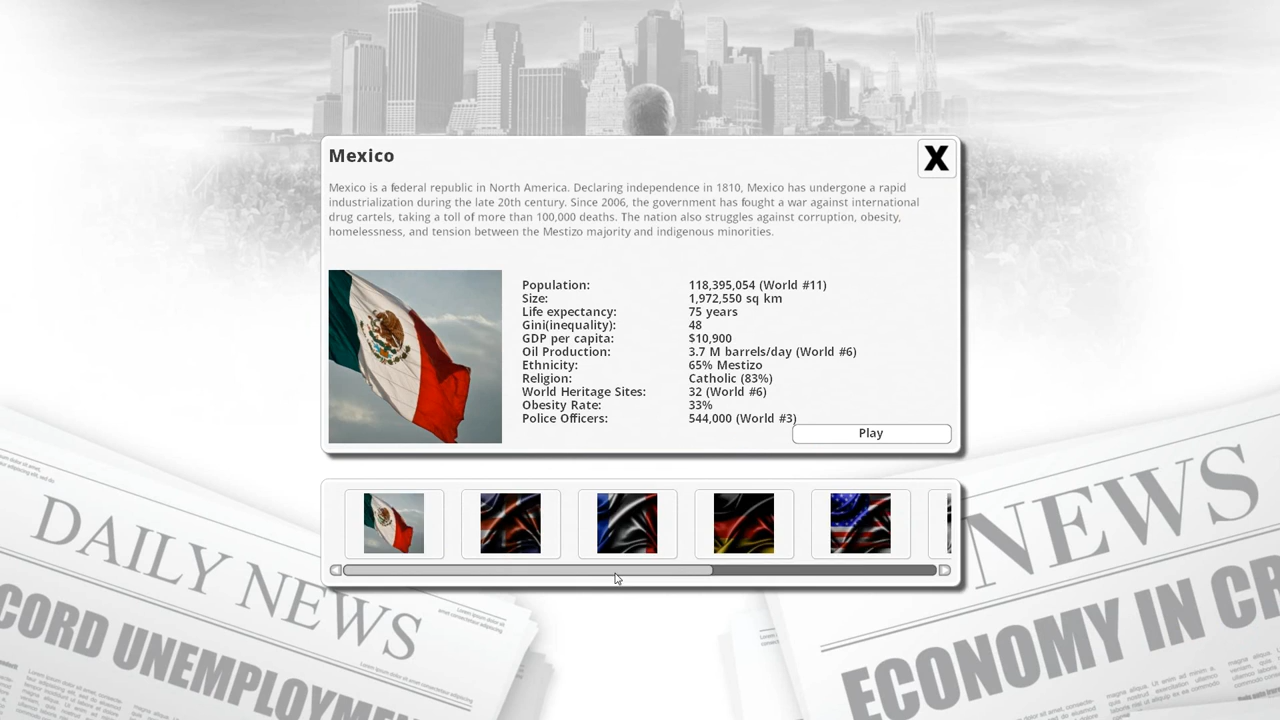 Mexico
X
Mexico is a federal republic in North America. Declaring independence in 1810, Mexico has undergone a rapid
industrialization during the late 20th century. Since 2006, the government has fought a war against international
drug cartels, taking a toll of more than 100,000 deaths. The nation also struggles against corruption, obesity,
homelessness, and tension between the Mestizo majority and indigenous minorities.
Population: 118,395,054 (World #11)
Size: 1,972,550 sq km
Life expectancy: 75 years
Gini(inequality): 48
GDP per capita: $10,900
Oil Production: 3.7 M barrels/day (World #6)
Ethnicity: 65% Mestizo
Religion: Catholic (83%)
World Heritage Sites: 32 (World #6)
Obesity Rate: 33%
Police Officers: 544,000 (World #3)
Play
DAILY NEWS
CORD UNEMPLOYME
NEWS
ECONOMY IN CR